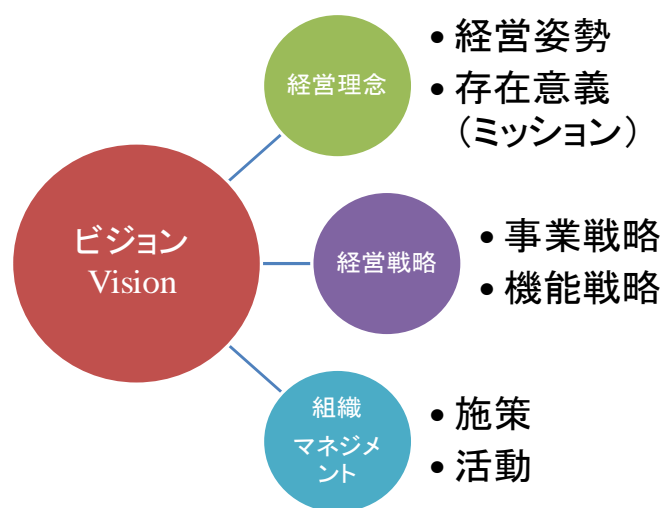 経営理念
• 経営姿勢
• 存在意義
（ミッション）
ビジョン
Vision
経営戦略
• 事業戦略
• 機能戦略
組織
マネジメ
ント
• 施策
• 活動